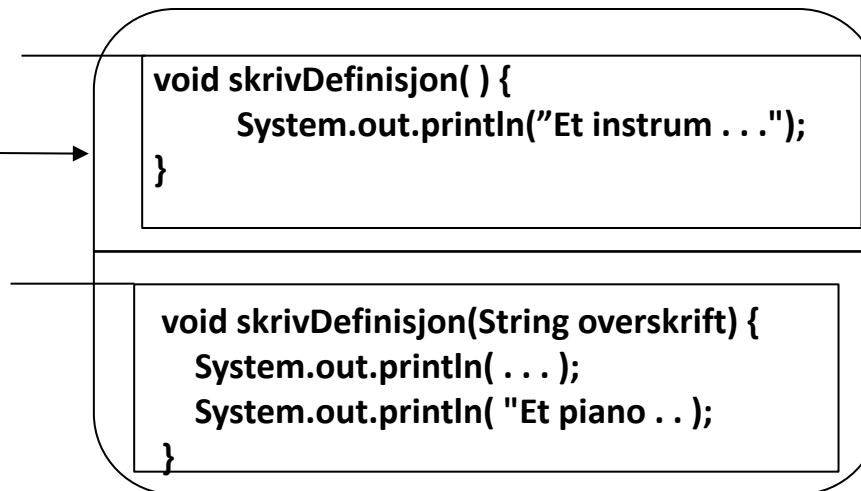 void skrivDefinisjon( ) {
System.out.println(”Et instrum . . .");
}
void skrivDefinisjon(String overskrift) {
System.out.println( . . . );
System.out.println( "Et piano . . );
}